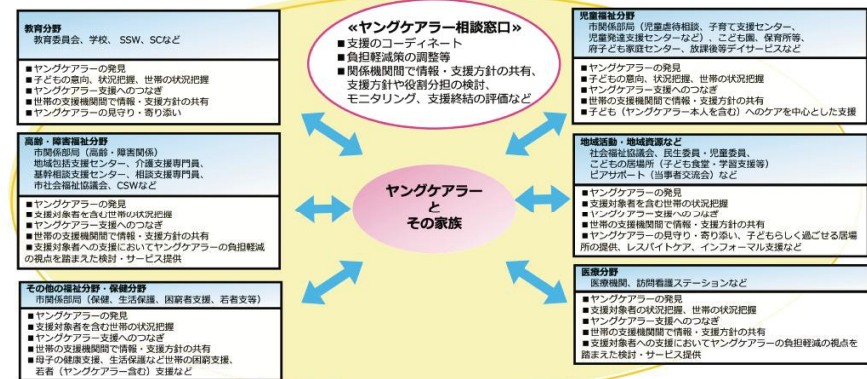 教育分野
教育委員会、学校、SSW、SCなど
■ヤングケアラーの発見
■子どもの意向、状況把握、世帯の状況把握
■ヤングケアラー支援へのつなぎ
■世帯の支援機関間で情報・支援方針の共有
■ヤングケアラーの見守り・寄り添い
高齢・障害福祉分野
市関係部局（高齢・障害関係）
地域包括支援センター、介護支援専門員、
基幹相談支援センター、相談支援専門員、
市社会福祉協議会、CSWなど
■ヤングケアラーの発見
■支援対象者を含む世帯の状況把握
■ヤングケアラー支援へのつなぎ
■世帯の支援機関間で情報・支援方針の共有
■支援対象者への支援においてヤングケアラーの負担軽減
の視点を踏まえた検討・サービス提供
その他の福祉分野・保健分野
市関係部局（保健、生活保護、困窮者支援、若者支等）
■ヤングケアラーの発見
■支援対象者を含む世帯の状況把握
■ヤングケアラー支援へのつなぎ
■世帯の支援機関間で情報・支援方針の共有
■母子の健康支援、生活保護など世帯の困窮支援、
若者（ヤングケアラー含む）支援など
≪ヤングケアラー相談窓口≫
■支援のコーディネート
■負担軽減策の調整等
■関係機関間で情報・支援方針の共有、
支援方針や役割分担の検討、
モニタリング、支援終結の評価など
ヤングケアラー
と
その家族
児童福祉分野
市関係部局（児童虐待相談、子育て支援センター、
児童発達支援センターなど）、こども園、保育所等、
府子ども家庭センター、放課後等デイサービスなど
■ヤングケアラーの発見
■子どもの意向、状況把握、世帯の状況把握
■ヤングケアラー支援へのつなぎ
■世帯の支援機関間で情報・支援方針の共有
■子ども（ヤングケアラー本人を含む）へのケアを中心とした支援
地域活動・地域資源など
社会福祉協議会、民生委員・児童委員、
こどもの居場所（子ども食堂・学習支援等）
ピアサポート（当事者交流会）など
■ヤングケアラーの発見
■支援対象者を含む世帯の状況把握
■ヤングケアラー支援へのつなぎ
■世帯の支援機関間で情報・支援方針の共有
■ヤングケアラーの見守り・寄り添い、子どもらしく過ごせる居場
所の提供、レスパイトケア、インフォーマル支援など
医療分野
医療機関、訪問看護ステーションなど
■ヤングケアラーの発見
■支援対象者の状況把握、世帯の状況把握
■ヤングケアラー支援へのつなぎ
■世帯の支援機関間で情報・支援方針の共有
■支援対象者への支援においてヤングケアラーの負担軽減の視点を
踏まえた検討・サービス提供